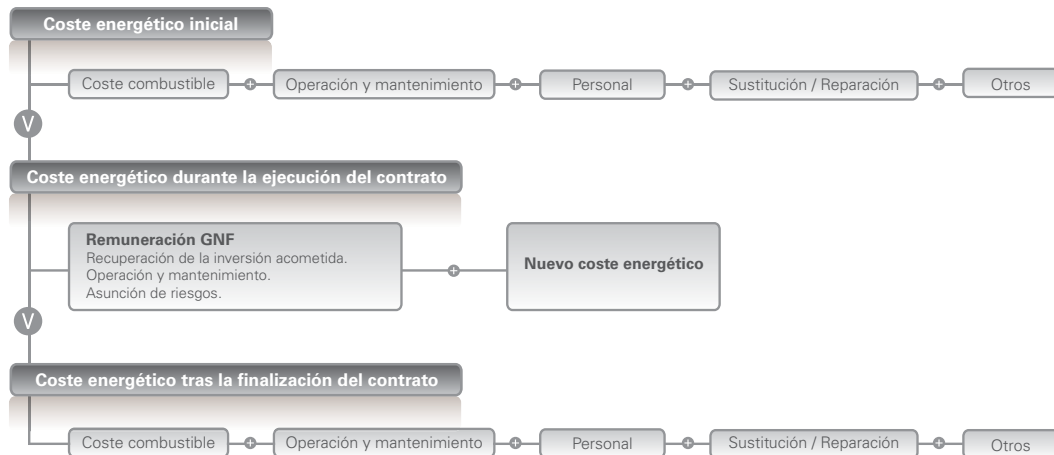 Coste energético inicial
Coste combustible + Operación y mantenimiento + Personal + Sustitución / Reparación + Otros
V
Coste energético durante la ejecución del contrato
Remuneración GNF
Recuperación de la inversión acometida.
Operación y mantenimiento.
Asunción de riesgos.
+
Nuevo coste energético
V
Coste energético tras la finalización del contrato
Coste combustible + Operación y mantenimiento + Personal + Sustitución / Reparación + Otros